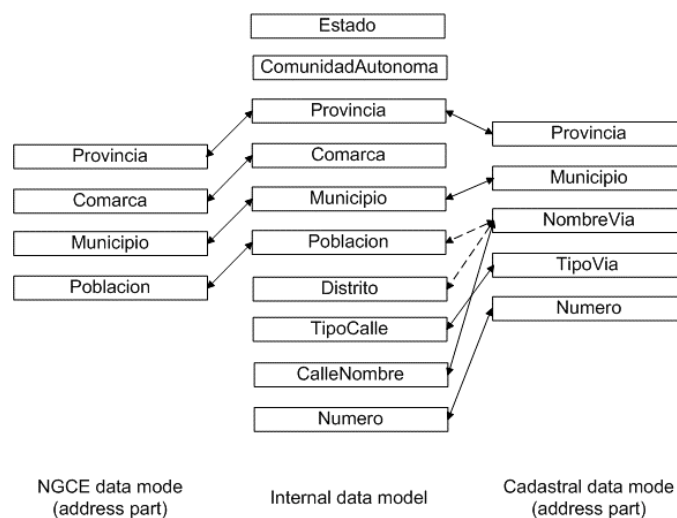 Estado
ComunidadAutonoma
Provincia
Comarca
Municipio
Poblacion
Distrito
TipoCalle
CalleNombre
Numero
Provincia
Comarca
Municipio
Poblacion
Provincia
Municipio
NombreVia
TipoVia
Numero
NGCE data mode
(address part)
Internal data model
Cadastral data mode
(address part)